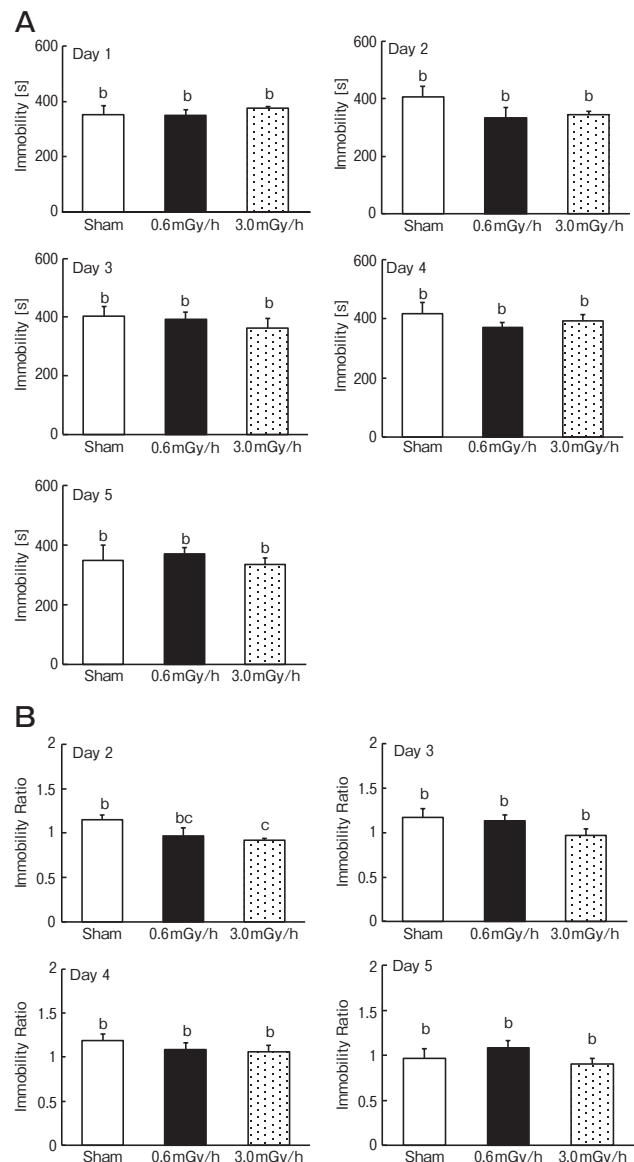 A
Day 1
Immobility [s]
600
400
200
0
b b b
Sham 0.6mGy/h 3.0mGy/h
Day 2
Immobility [s]
600
400
200
0
b b b
Sham 0.6mGy/h 3.0mGy/h
Day 3
Immobility [s]
600
400
200
0
b b b
Sham 0.6mGy/h 3.0mGy/h
Day 4
Immobility [s]
600
400
200
0
b b b
Sham 0.6mGy/h 3.0mGy/h
Day 5
Immobility [s]
600
400
200
0
b b b
Sham 0.6mGy/h 3.0mGy/h
B
Day 2
Immobility Ratio
2
1.5
1
0.5
0
b bc c
Sham 0.6mGy/h 3.0mGy/h
Day 3
Immobility Ratio
2
1.5
1
0.5
0
b b b
Sham 0.6mGy/h 3.0mGy/h
Day 4
Immobility Ratio
2
1.5
1
0.5
0
b b b
Sham 0.6mGy/h 3.0mGy/h
Day 5
Immobility Ratio
2
1.5
1
0.5
0
b b b
Sham 0.6mGy/h 3.0mGy/h